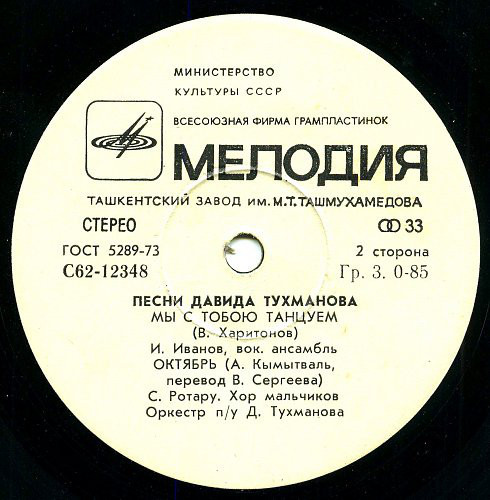 МИНИСТЕРСТВО
КУЛЬТУРЫ СССР
ВСЕСОЮЗНАЯ ФИРМА ГРАМПЛАСТИНОК
МЕЛОДИЯ
ТАШКЕНТСКИЙ ЗАВОД ИМ. М.Т.ТАШМУХАМЕДОВА
СТЕРЕО
33
ГОСТ 5289-73
2 сторона
С62-12348
Гр. 3. 0-85
ПЕСНИ ДАВИДА ТУХМАНОВА
МЫ С ТОБОЮ ТАНЦУЕМ
(В. Харитонов)
И. Иванов, вок. ансамбль
ОКТЯБРЬ (А. Кымытваль,
перевод В. Сергеева)
С. Ротару. Хор мальчиков
Оркестр п/у Д. Тухманова